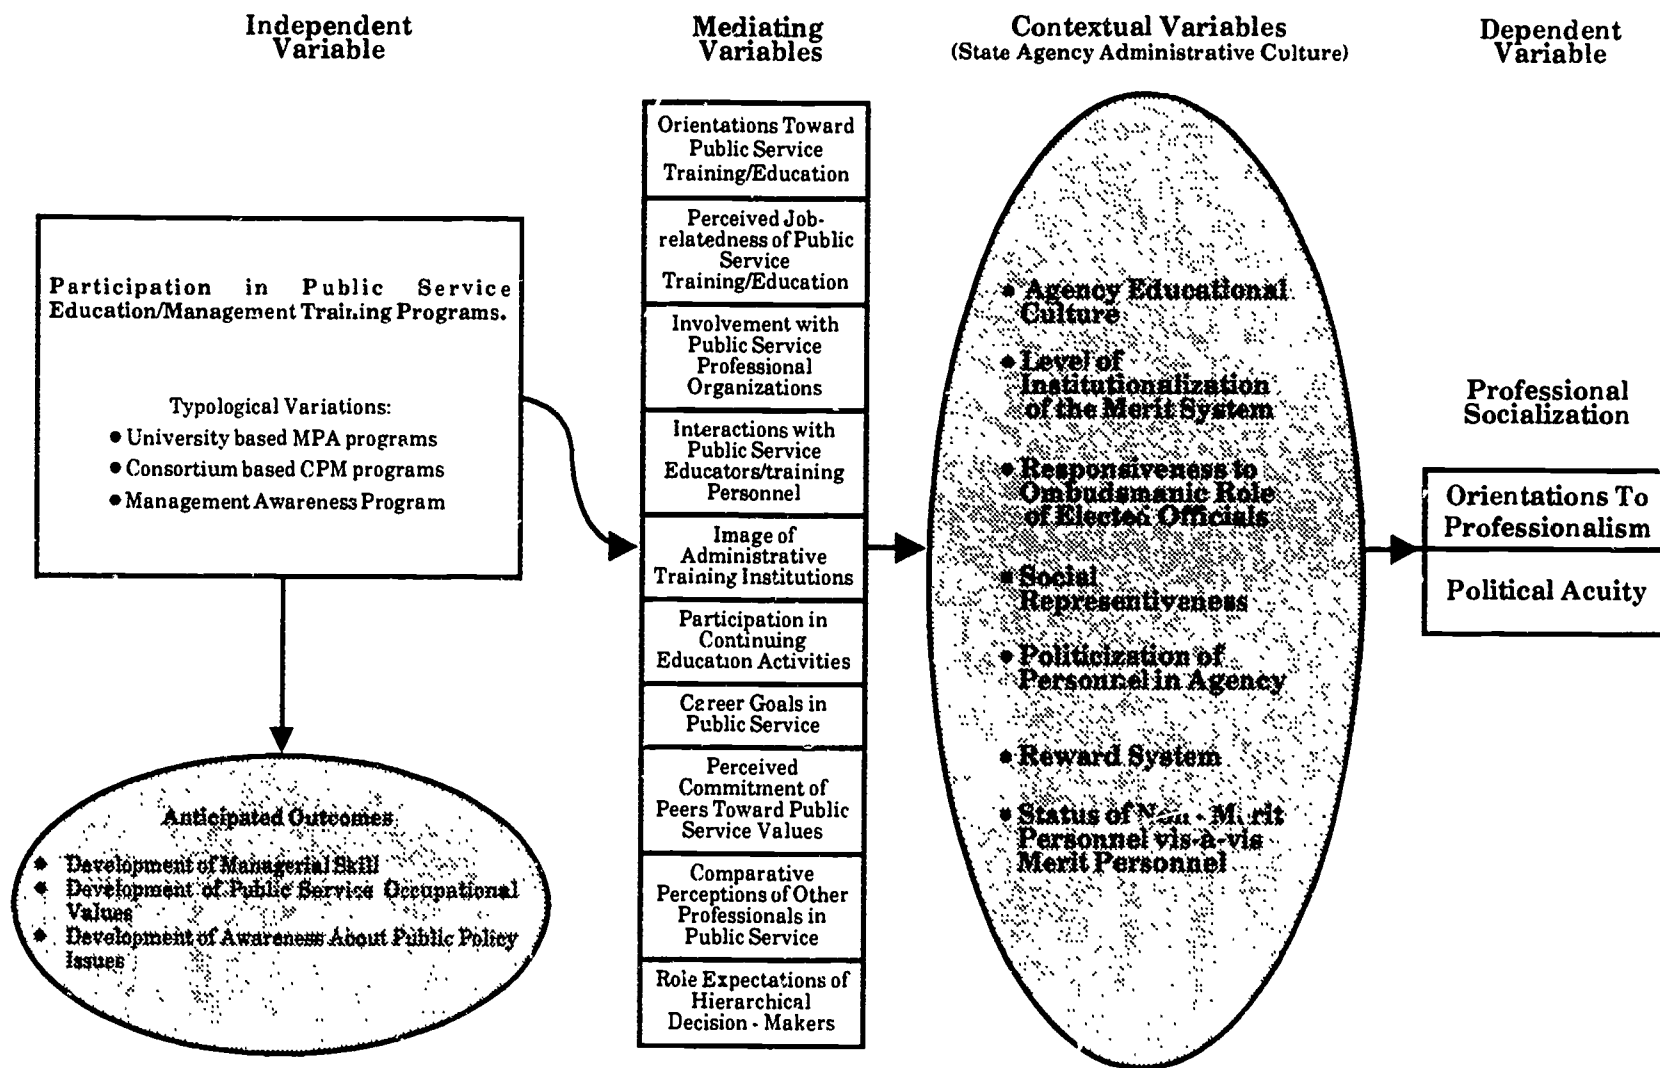 Independent
Variable
Mediating
Variables
Contextual Variables
(State Agency Administrative Culture)
Dependent
Variable
Participation in Public Service
Education/Management Training Programs.
Typological Variations:
● University based MPA programs
● Consortium based CPM programs
● Management Awareness Program
Anticipated Outcomes
● Development of Managerial Skill
● Development of Public Service Occupational
Values
● Development of Awareness About Public Policy
Issues
Orientations Toward
Public Service
Training/Education
Perceived Job-
relatedness of Public
Service
Training/Education
Involvement with
Public Service
Professional
Organizations
Interactions with
Public Service
Educators/training
Personnel
Image of
Administrative
Training Institutions
Participation in
Continuing
Education Activities
Career Goals in
Public Service
Perceived
Commitment of
Peers Toward Public
Service Values
Comparative
Perceptions of Other
Professionals in
Public Service
Role Expectations of
Hierarchical
Decision - Makers
● Agency Educational
Culture
● Level of
Institutionalization
of the Merit System
● Responsiveness to
Ombudsmanic Role
of Elected Officials
● Social
Representiveness
● Politicization of
Personnel in Agency
● Reward System
● Status of Non - Merit
Personnel vis-à-vis
Merit Personnel
Professional
Socialization
Orientations To
Professionalism
Political Acuity